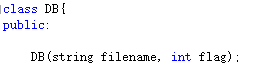 class DB{
public:
DB(string filename, int flag);